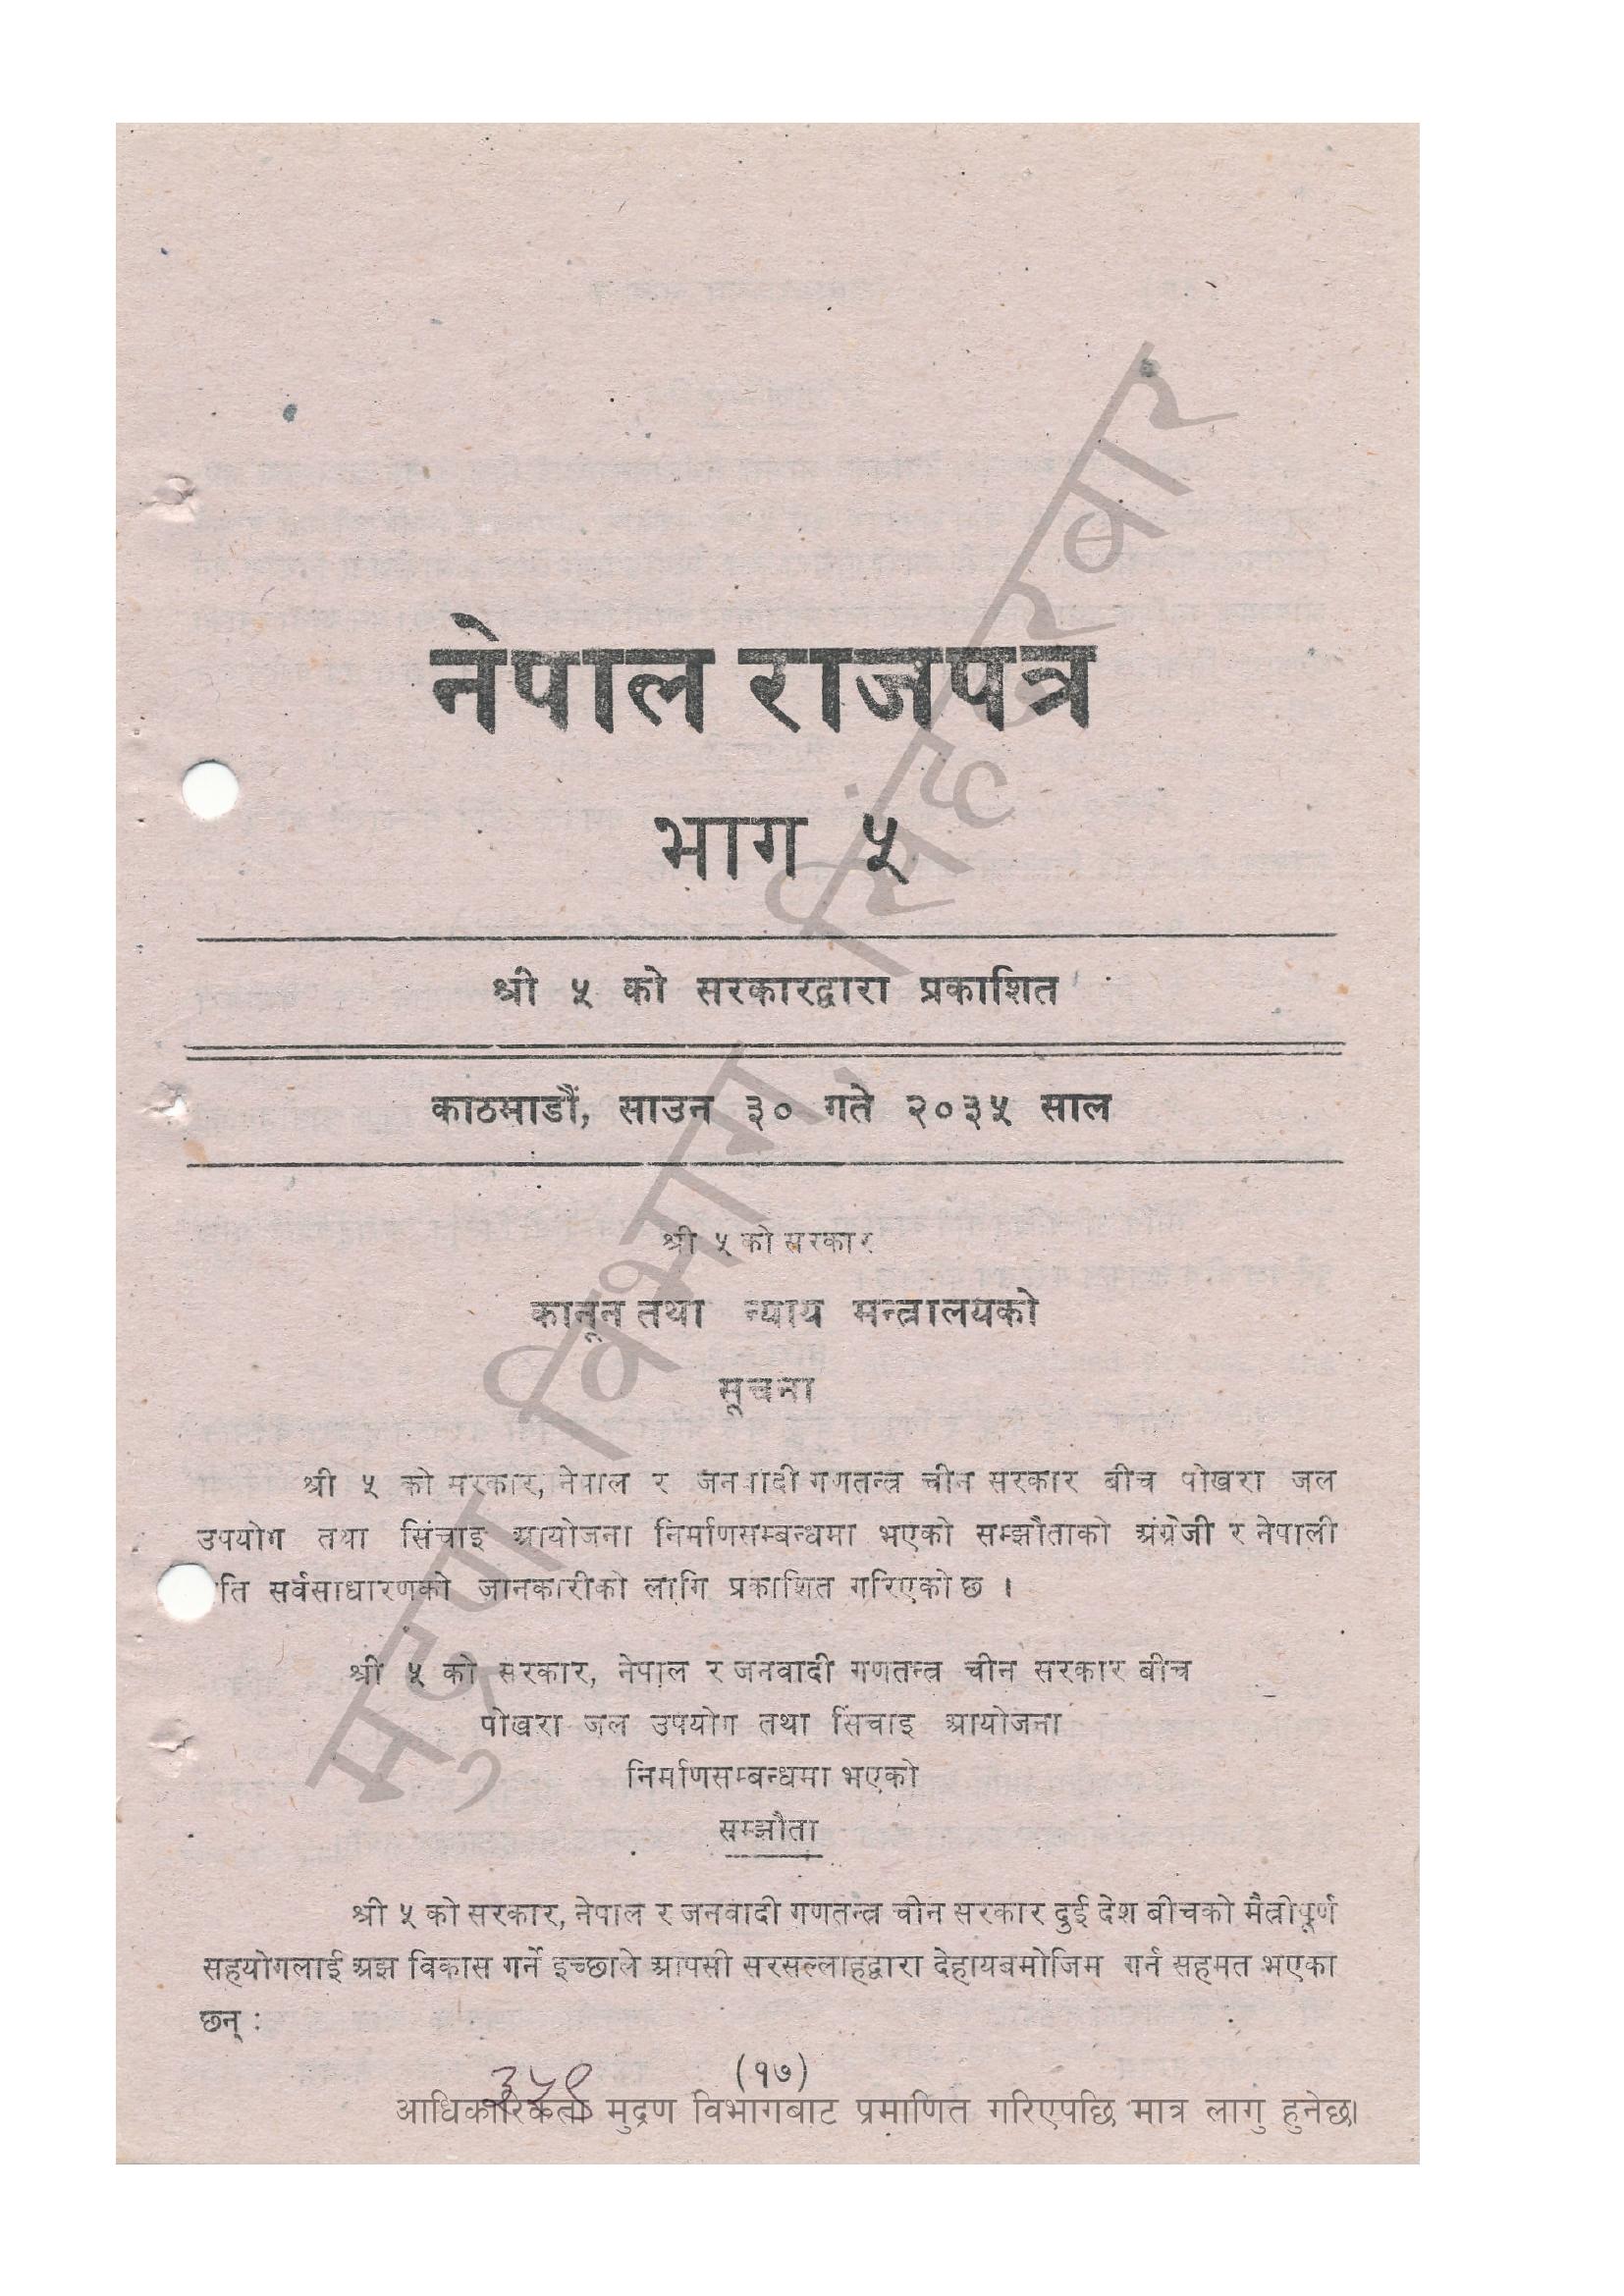 नेपाल राजपत्र
भाग ५
श्री ५ को सरकारद्वारा प्रकाशित
काठमाडौं, साउन ३० गते २०३५ साल
श्री ५ को सरकार
कानून तथा न्याय मन्त्रालयको
सूचना
श्री ५ को सरकार, नेपाल र जनवादी गणतन्त्र चीन सरकार बीच पोखरा जल
उपयोग तथा सिंचाइ आयोजना निर्माणसम्बन्धमा भएको सम्झौताको अंग्रेजी र नेपाली
ति सर्वसाधारणको जानकारीको लागि प्रकाशित गरिएको छ ।
श्री ५ को सरकार, नेपाल र जनवादी गणतन्त्र चीन सरकार बीच
पोखरा जल उपयोग तथा सिंचाइ आयोजना
निर्माणसम्बन्धमा भएको
सम्झौता
श्री ५ को सरकार, नेपाल र जनवादी गणतन्त्र चीन सरकार दुई देश बीचको मैत्रीपूर्ण
सहयोगलाई अझ विकास गर्ने इच्छाले आपसी सरसल्लाहद्वारा देहायबमोजिम गर्न सहमत भएका
छन् :
(१७)
आधिकारिकता मुद्रण विभागबाट प्रमाणित गरिएपछि मात्र लागु हुनेछ।
मुद्रण विभाग, सिंहदरबार